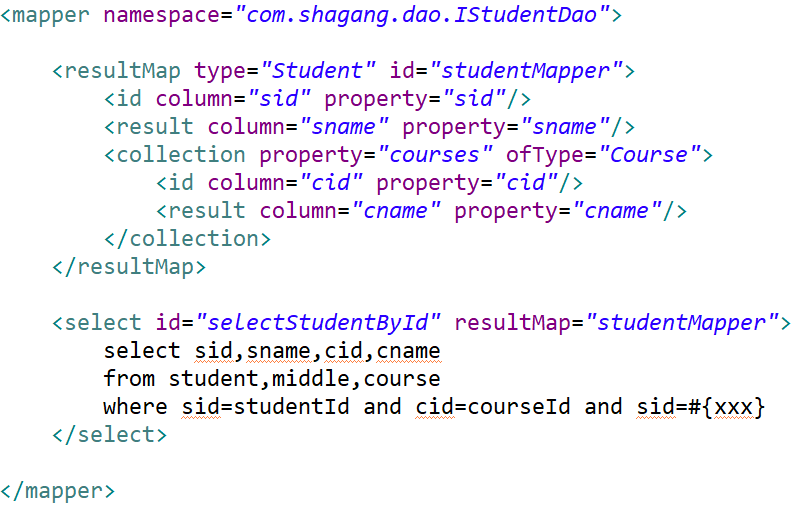 <mapper namespace="com.shagang.dao.IStudentDao">
<resultMap type="Student" id="studentMapper">
<id column="sid" property="sid"/>
<result column="sname" property="sname"/>
<collection property="courses" ofType="Course">
<id column="cid" property="cid"/>
<result column="cname" property="cname"/>
</collection>
</resultMap>
<select id="selectStudentById" resultMap="studentMapper">
select sid,sname,cid,cname
from student,middle,course
where sid=studentId and cid=courseId and sid=#{xxx}
</select>
</mapper>